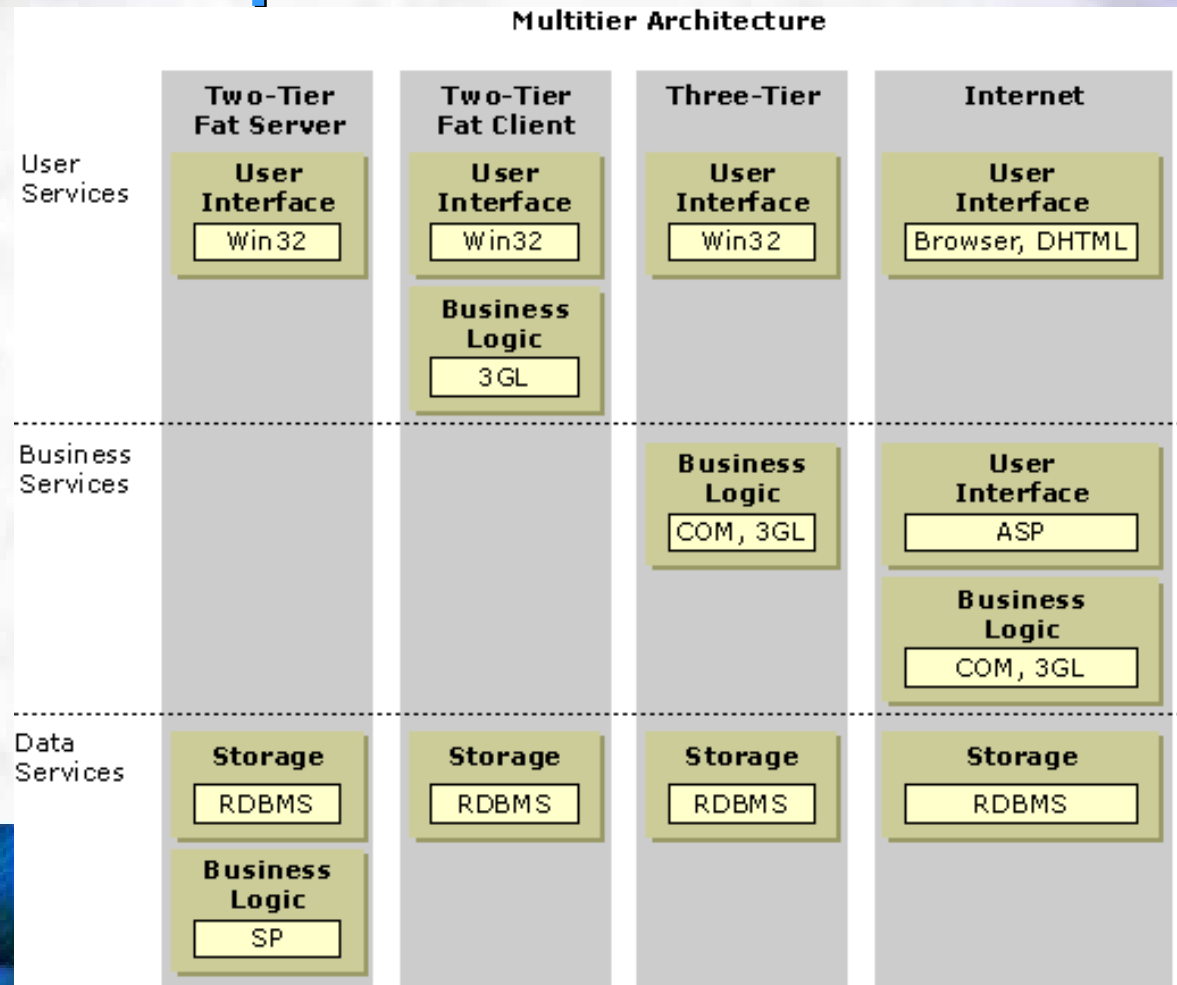 Multitier Architecture
Two-Tier
Fat Server
Two-Tier
Fat Client
Three-Tier
Internet
User
Services
User
Interface
Win32
User
Interface
Win32
User
Interface
Win32
User
Interface
Browser, DHTML
Business
Logic
3GL
Business
Services
Business
Logic
COM, 3GL
User
Interface
ASP
Business
Logic
COM, 3GL
Data
Services
Storage
RDBMS
Storage
RDBMS
Storage
RDBMS
Storage
RDBMS
Business
Logic
SP